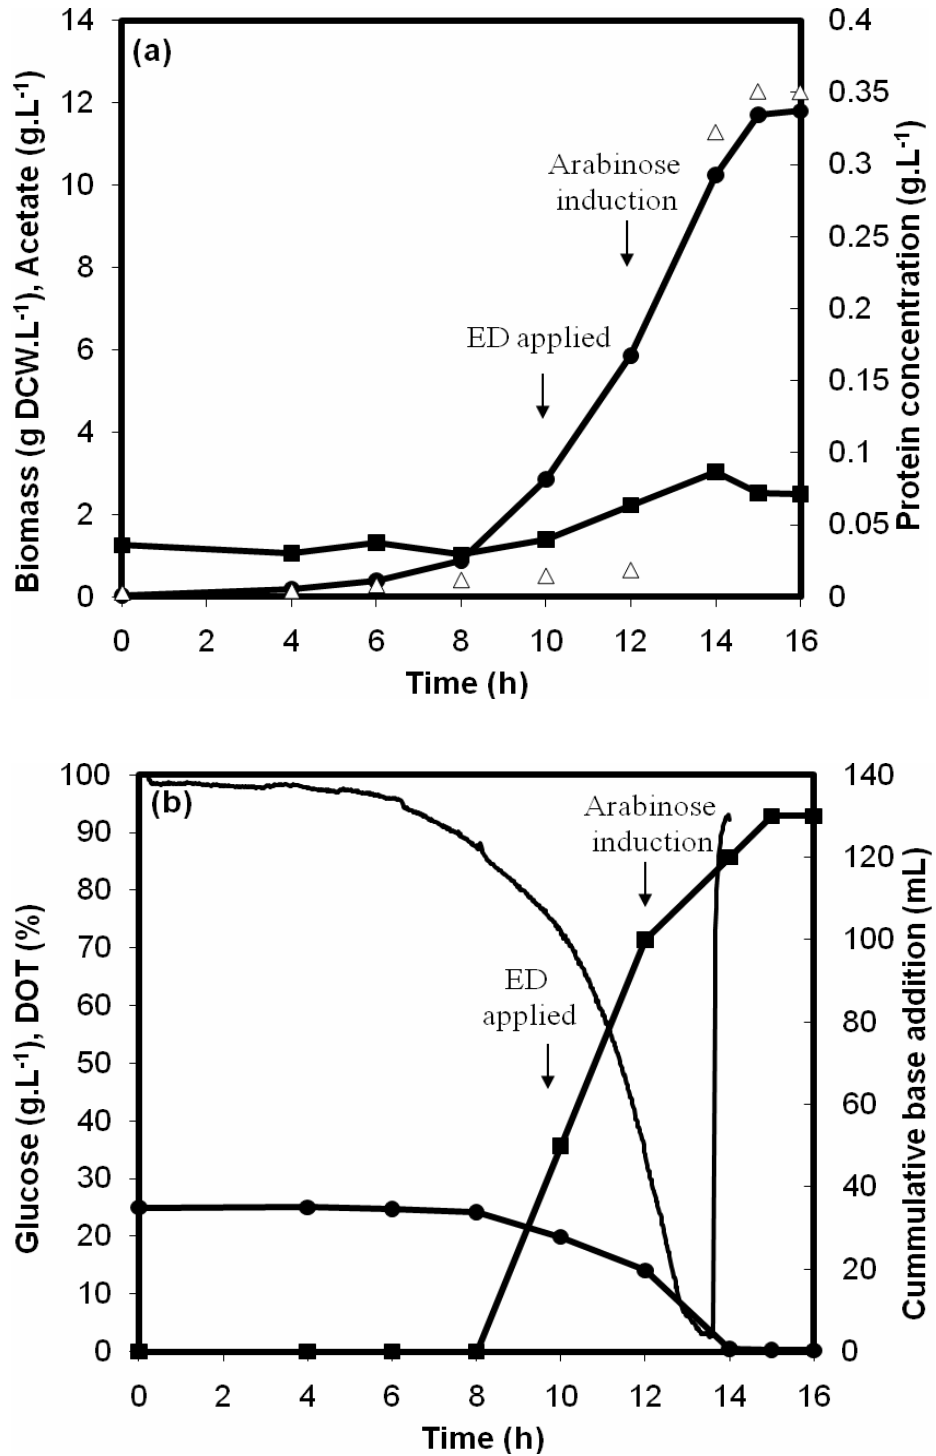 (a)
Biomass (g DCW.L⁻¹), Acetate (g.L⁻¹)
14
12
10
8
6
4
2
0
Arabinose
induction
ED applied
0.4
0.35
0.3
0.25
0.2
0.15
0.1
0.05
0
Protein concentration (g.L⁻¹)
0 2 4 6 8 10 12 14 16
Time (h)
(b)
Glucose (g.L⁻¹), DOT (%)
100
90
80
70
60
50
40
30
20
10
0
Arabinose
induction
ED
applied
140
120
100
80
60
40
20
0
Cummulative base addition (mL)
0 2 4 6 8 10 12 14 16
Time (h)